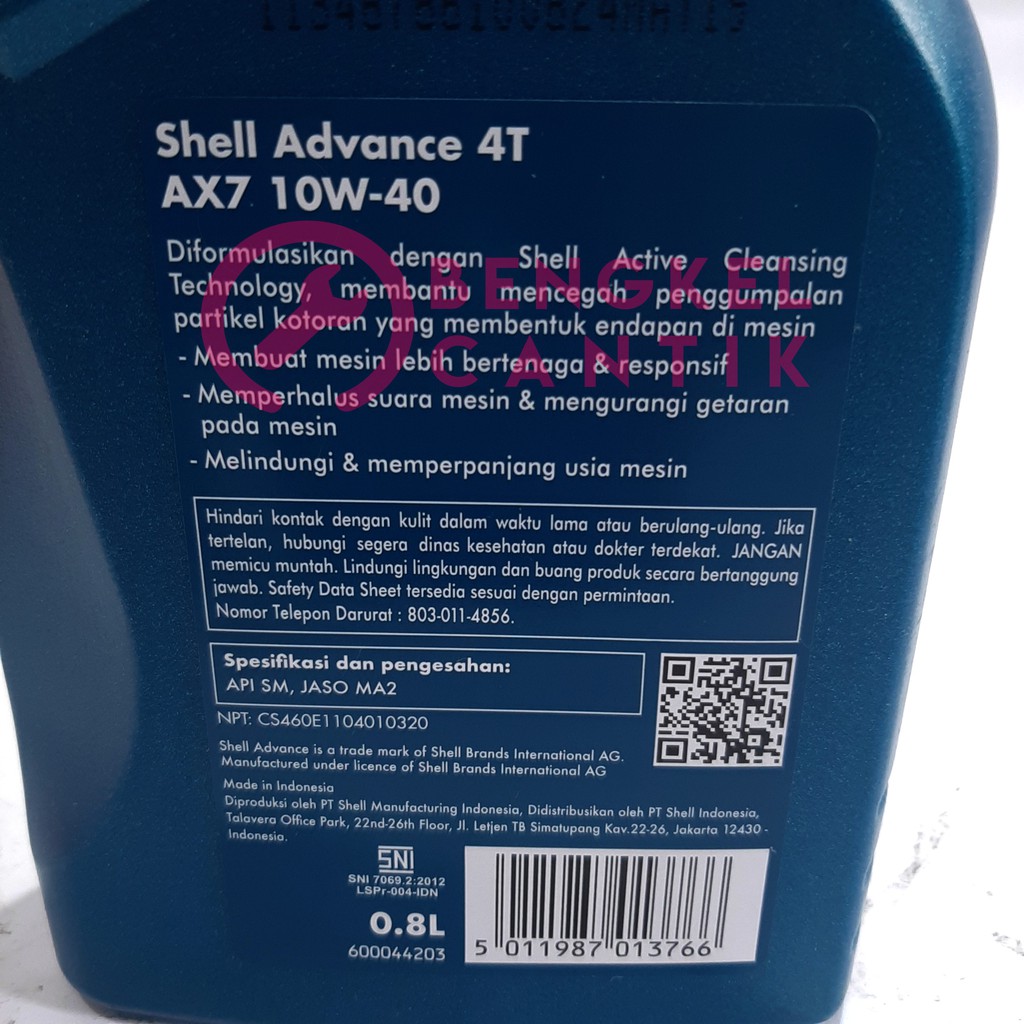 Shell Advance 4T
AX7 10W-40
Diformulasikan dengan Shell Active Cleansing
Technology, membantu mencegah penggumpalan
partikel kotoran yang membentuk endapan di mesin
- Membuat mesin lebih bertenaga & responsif
- Memperhalus suara mesin & mengurangi getaran
pada mesin
- Melindungi & memperpanjang usia mesin
BENGKEL
CANTIK
Hindari kontak dengan kulit dalam waktu lama atau berulang-ulang. Jika
tertelan, hubungi segera dinas kesehatan atau dokter terdekat. JANGAN
memicu muntah. Lindungi lingkungan dan buang produk secara bertanggung
jawab. Safety Data Sheet tersedia sesuai dengan permintaan.
Nomor Telepon Darurat : 803-011-4856.
Spesifikasi dan pengesahan:
API SM, JASO MA2
NPT: CS460E1104010320
Shell Advance is a trade mark of Shell Brands International AG.
Manufactured under licence of Shell Brands International AG
Made in Indonesia
Diproduksi oleh PT Shell Manufacturing Indonesia, Didistribusikan oleh PT Shell Indonesia,
Talavera Office Park, 22nd-26th Floor, Jl. Letjen TB Simatupang Kav.22-26, Jakarta 12430 -
Indonesia.
SNI
SNI 7069.2:2012
LSPr-004-IDN
0.8L
600044203
5 011987 013766